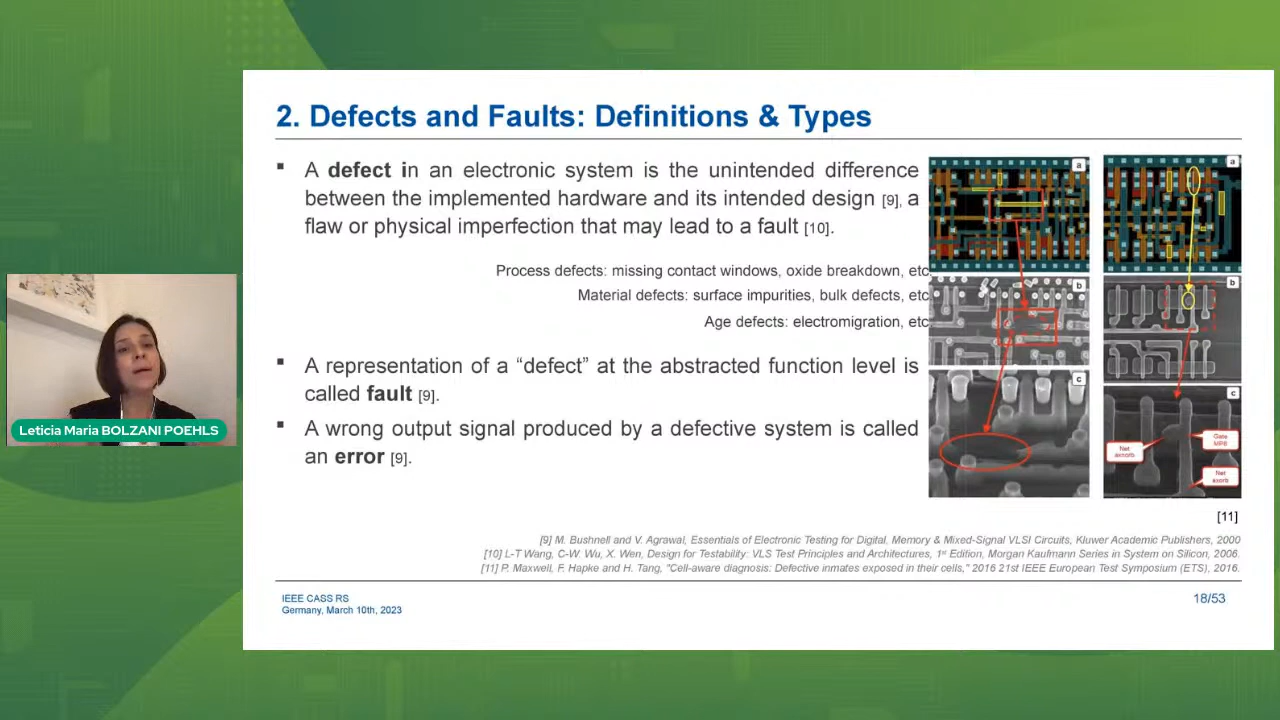 2. Defects and Faults: Definitions & Types
▪ A defect in an electronic system is the unintended difference
between the implemented hardware and its intended design [9], a
flaw or physical imperfection that may lead to a fault [10].
Process defects: missing contact windows, oxide breakdown, etc.
Material defects: surface impurities, bulk defects, etc.
Age defects: electromigration, etc.
▪ A representation of a “defect” at the abstracted function level is
called fault [9].
▪ A wrong output signal produced by a defective system is called
an error [9].
a
b
c
a
b
c
Gate
Net
Net
[11]
[9] M. Bushnell and V. Agrawal, Essentials of Electronic Testing for Digital, Memory & Mixed-Signal VLSI Circuits, Kluwer Academic Publishers, 2000
[10] L-T Wang, C-W. Wu, X. Wen, Design for Testability: VLS Test Principles and Architectures, 1st Edition, Morgan Kaufmann Series in System on Silicon, 2006.
[11] P. Maxwell, F. Hapke and H. Tang, "Cell-aware diagnosis: Defective inmates exposed in their cells," 2016 21st IEEE European Test Symposium (ETS), 2016.
IEEE CASS RS
Germany, March 10th, 2023
18/53
Leticia Maria BOLZANI POEHLS